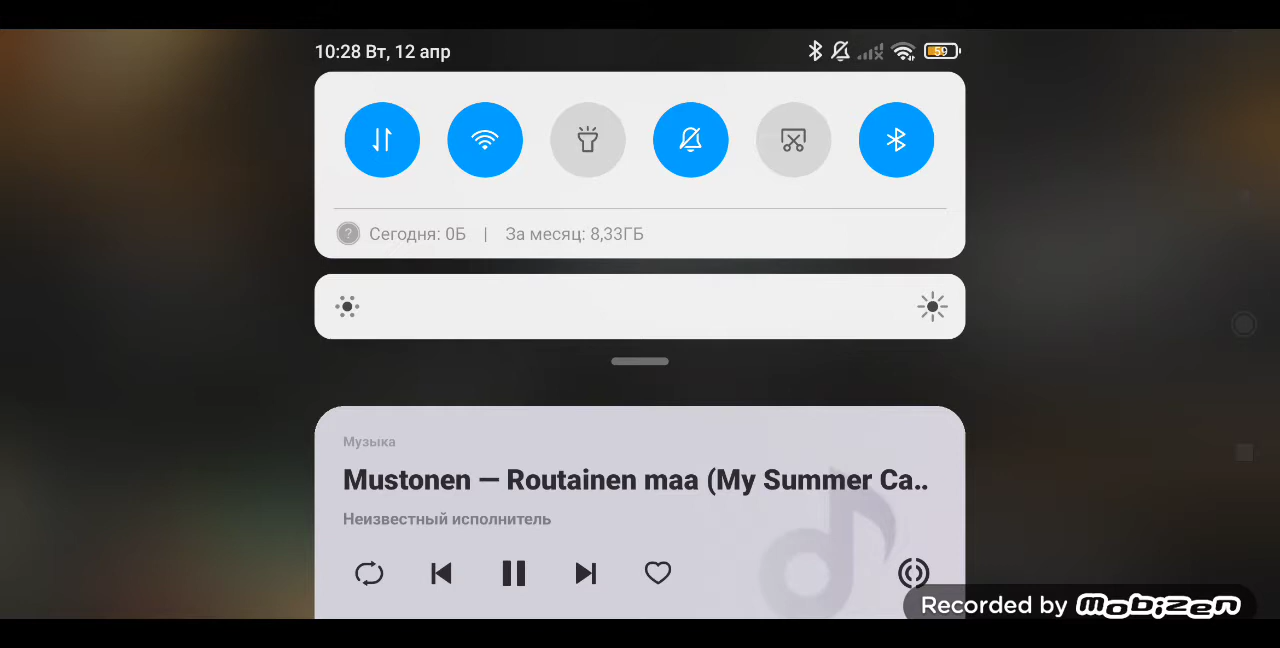 10:28 Вт, 12 апр
59
Сегодня: 0Б | За месяц: 8,33ГБ
Музыка
Mustonen — Routainen maa (My Summer Ca..
Неизвестный исполнитель
Recorded by mobizen